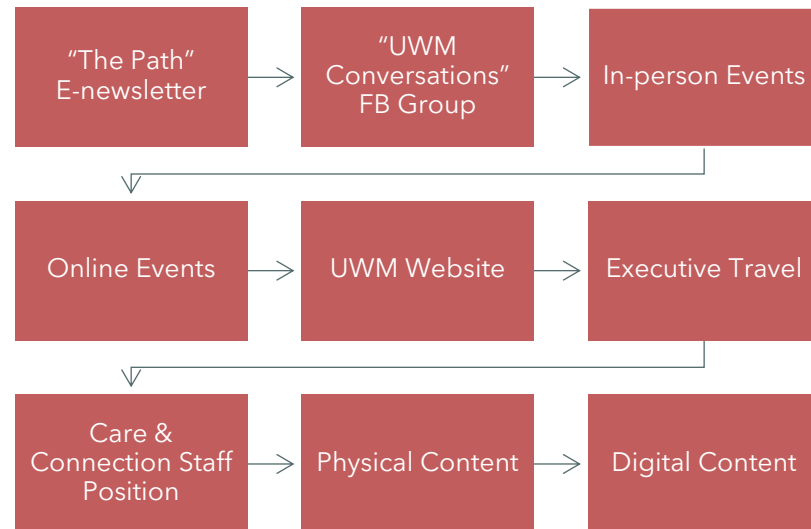 “The Path”
E-newsletter
“UWM
Conversations”
FB Group
In-person Events
Online Events
UWM Website
Executive Travel
Care &
Connection Staff
Position
Physical Content
Digital Content